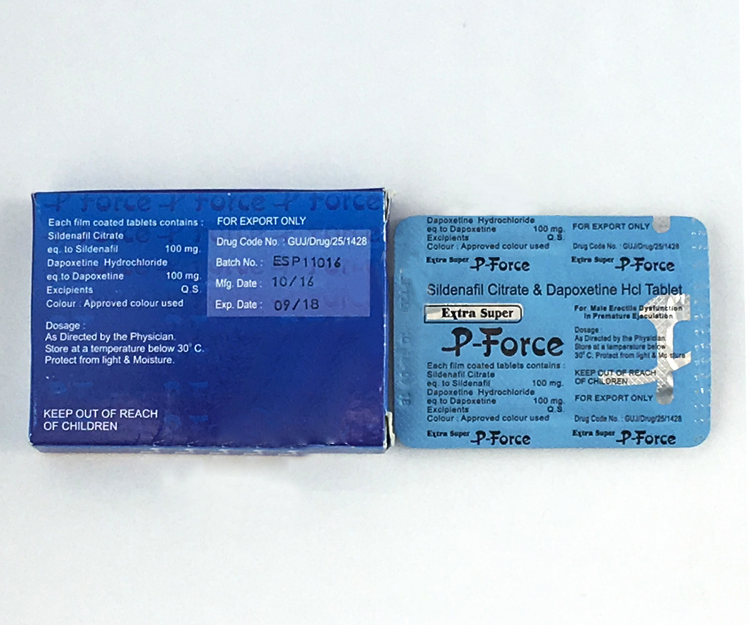 P Force P Force P Force
Each film coated tablets contains :
Sildenafil Citrate
eq. to Sildenafil 100 mg.
Dapoxetine Hydrochloride
eq to Dapoxetine 100 mg.
Excipients Q.S
Colour : Approved colour used
FOR EXPORT ONLY
Drug Code No. : GUJ/Drug/25/1428
Batch No. : ESP11016
Mfg. Date : 10/16
Exp. Date : 09/18
Dosage :
As Directed by the Physician.
Store at a temperature below 30° C.
Protect from light & Moisture.
KEEP OUT OF REACH
OF CHILDREN
Dapoxetine Hydrochloride
eq to Dapoxetine 100 mg.
Excipients Q.S
Colour : Approved colour used
FOR EXPORT ONLY
Drug Code No. : GUJ/Drug/25/1428
Extra Super P-Force
Extra Super P-Force
Sildenafil Citrate & Dapoxetine Hcl Tablet
Extra Super
P-Force
For Male Erectile Dysfunction
in Premature Ejaculation
Dosage :
As Directed by the Physician.
Store at a temperature below
30° C. Protect from light & Mo sture
KEEP OUT OF REACH
OF CHILDREN
Each film coated tablets contains :
Sildenafil Citrate
eq. to Sildenafil 100 mg.
Dapoxetine Hydrochloride
eq to Dapoxetine 100 mg.
Excipients Q.S
Colour : Approved colour used
FOR EXPORT ONLY
Drug Code No. : GUJ/Drug/25/1428
Extra Super P-Force
Extra Super P-Force